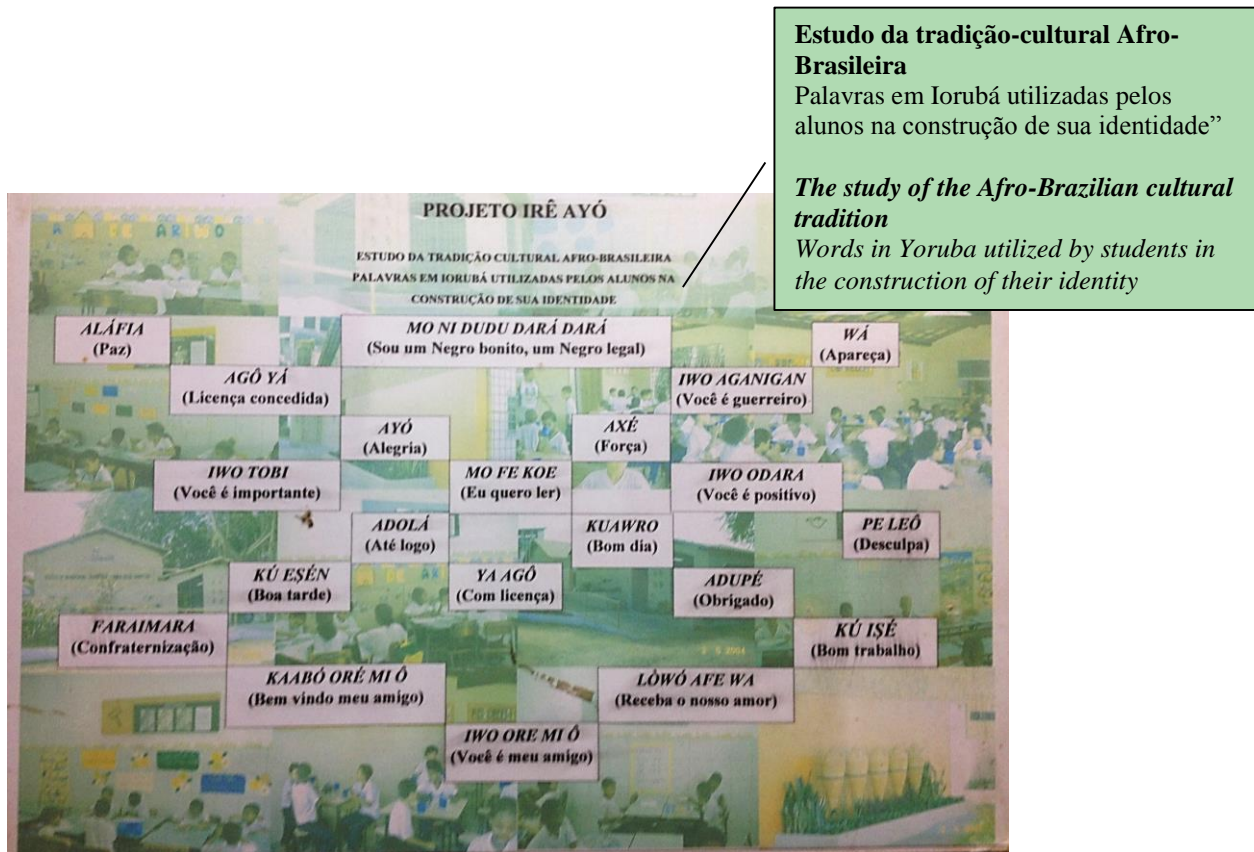 Estudo da tradição-cultural Afro-
Brasileira
Palavras em Iorubá utilizadas pelos
alunos na construção de sua identidade”
The study of the Afro-Brazilian cultural
tradition
Words in Yoruba utilized by students in
the construction of their identity
PROJETO IRÊ AYÓ
ESTUDO DA TRADIÇÃO CULTURAL AFRO-BRASILEIRA
PALAVRAS EM IORUBÁ UTILIZADAS PELOS ALUNOS NA
CONSTRUÇÃO DE SUA IDENTIDADE
ALÁFIA
(Paz)
MO NI DUDU DARÁ DARÁ
(Sou um Negro bonito, um Negro legal)
WÁ
(Apareça)
AGÔ YÁ
(Licença concedida)
IWO AGANIGAN
(Você é guerreiro)
AYÓ
(Alegria)
AXÉ
(Força)
IWO TOBI
(Você é importante)
MO FE KOE
(Eu quero ler)
IWO ODARA
(Você é positivo)
ADOLÁ
(Até logo)
KUAWRO
(Bom dia)
PE LEÔ
(Desculpa)
KÚ EṢÉN
(Boa tarde)
YA AGÔ
(Com licença)
ADUPÉ
(Obrigado)
FARAIMARA
(Confraternização)
KÚ IṢÉ
(Bom trabalho)
KAABÓ ORÉ MI Ô
(Bem vindo meu amigo)
LÒWÓ AFE WA
(Receba o nosso amor)
IWO ORE MI Ô
(Você é meu amigo)